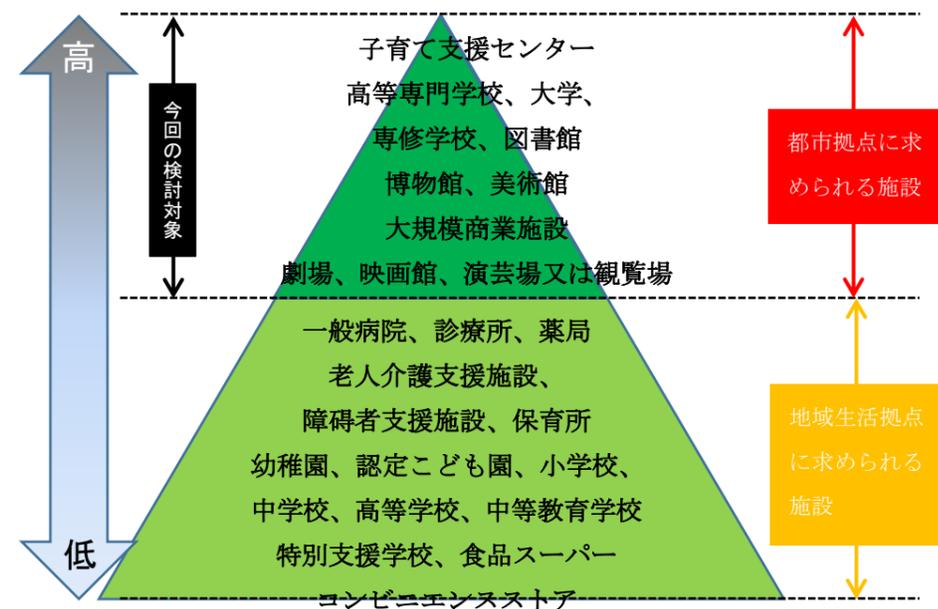 高
今回の検討対象
子育て支援センター
高等専門学校、大学、
専修学校、図書館
博物館、美術館
大規模商業施設
劇場、映画館、演芸場又は観覧場
都市拠点に求
められる施設
一般病院、診療所、薬局
老人介護支援施設、
障碍者支援施設、保育所
幼稚園、認定こども園、小学校、
中学校、高等学校、中等教育学校
特別支援学校、食品スーパー
コンビニエンスストア
地域生活拠点
に求められる
施設
低